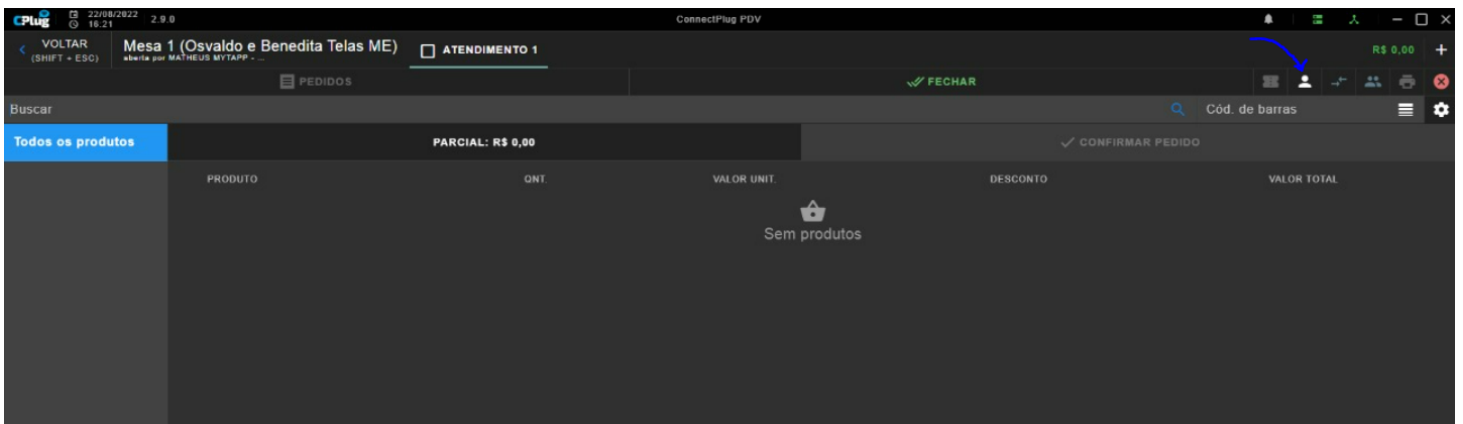 CPlug 22/08/2022 2.9.0 ConnectPlug PDV
16:21
VOLTAR Mesa 1 (Osvaldo e Benedita Telas ME) ATENDIMENTO 1 R$ 0,00 +
(SHIFT + ESC) aberta por MATHEUS MYTAPP - ...
PEDIDOS FECHAR
Buscar Cód. de barras
Todos os produtos PARCIAL: R$ 0,00 CONFIRMAR PEDIDO
PRODUTO QNT. VALOR UNIT. DESCONTO VALOR TOTAL
Sem produtos